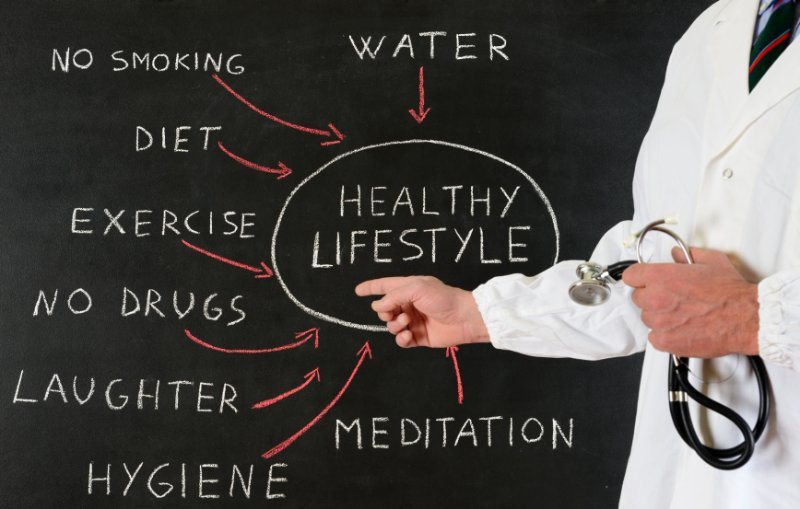 NO SMOKING
WATER
DIET
HEALTHY
LIFESTYLE
EXERCISE
NO DRUGS
LAUGHTER
MEDITATION
HYGIENE